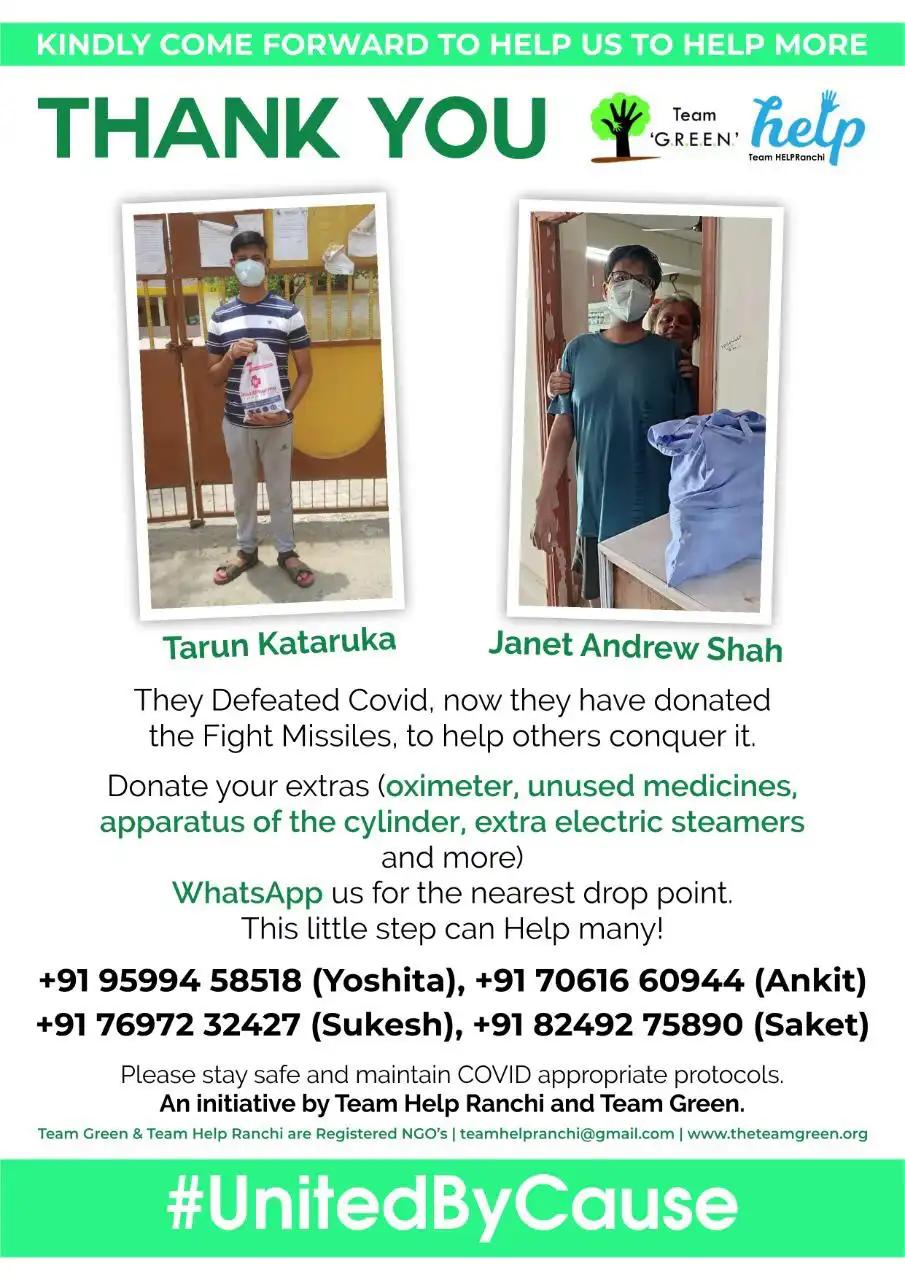 KINDLY COME FORWARD TO HELP US TO HELP MORE
THANK YOU
Team
'G.R.E.E.N'
help
Team HELPRanchi
Tarun Kataruka
Janet Andrew Shah
They Defeated Covid, now they have donated
the Fight Missiles, to help others conquer it.
Donate your extras (oximeter, unused medicines,
apparatus of the cylinder, extra electric steamers
and more)
WhatsApp us for the nearest drop point.
This little step can Help many!
+91 95994 58518 (Yoshita), +91 70616 60944 (Ankit)
+91 76972 32427 (Sukesh), +91 82492 75890 (Saket)
Please stay safe and maintain COVID appropriate protocols.
An initiative by Team Help Ranchi and Team Green.
Team Green & Team Help Ranchi are Registered NGO's | teamhelpranchi@gmail.com | www.theteamgreen.org
#UnitedByCause